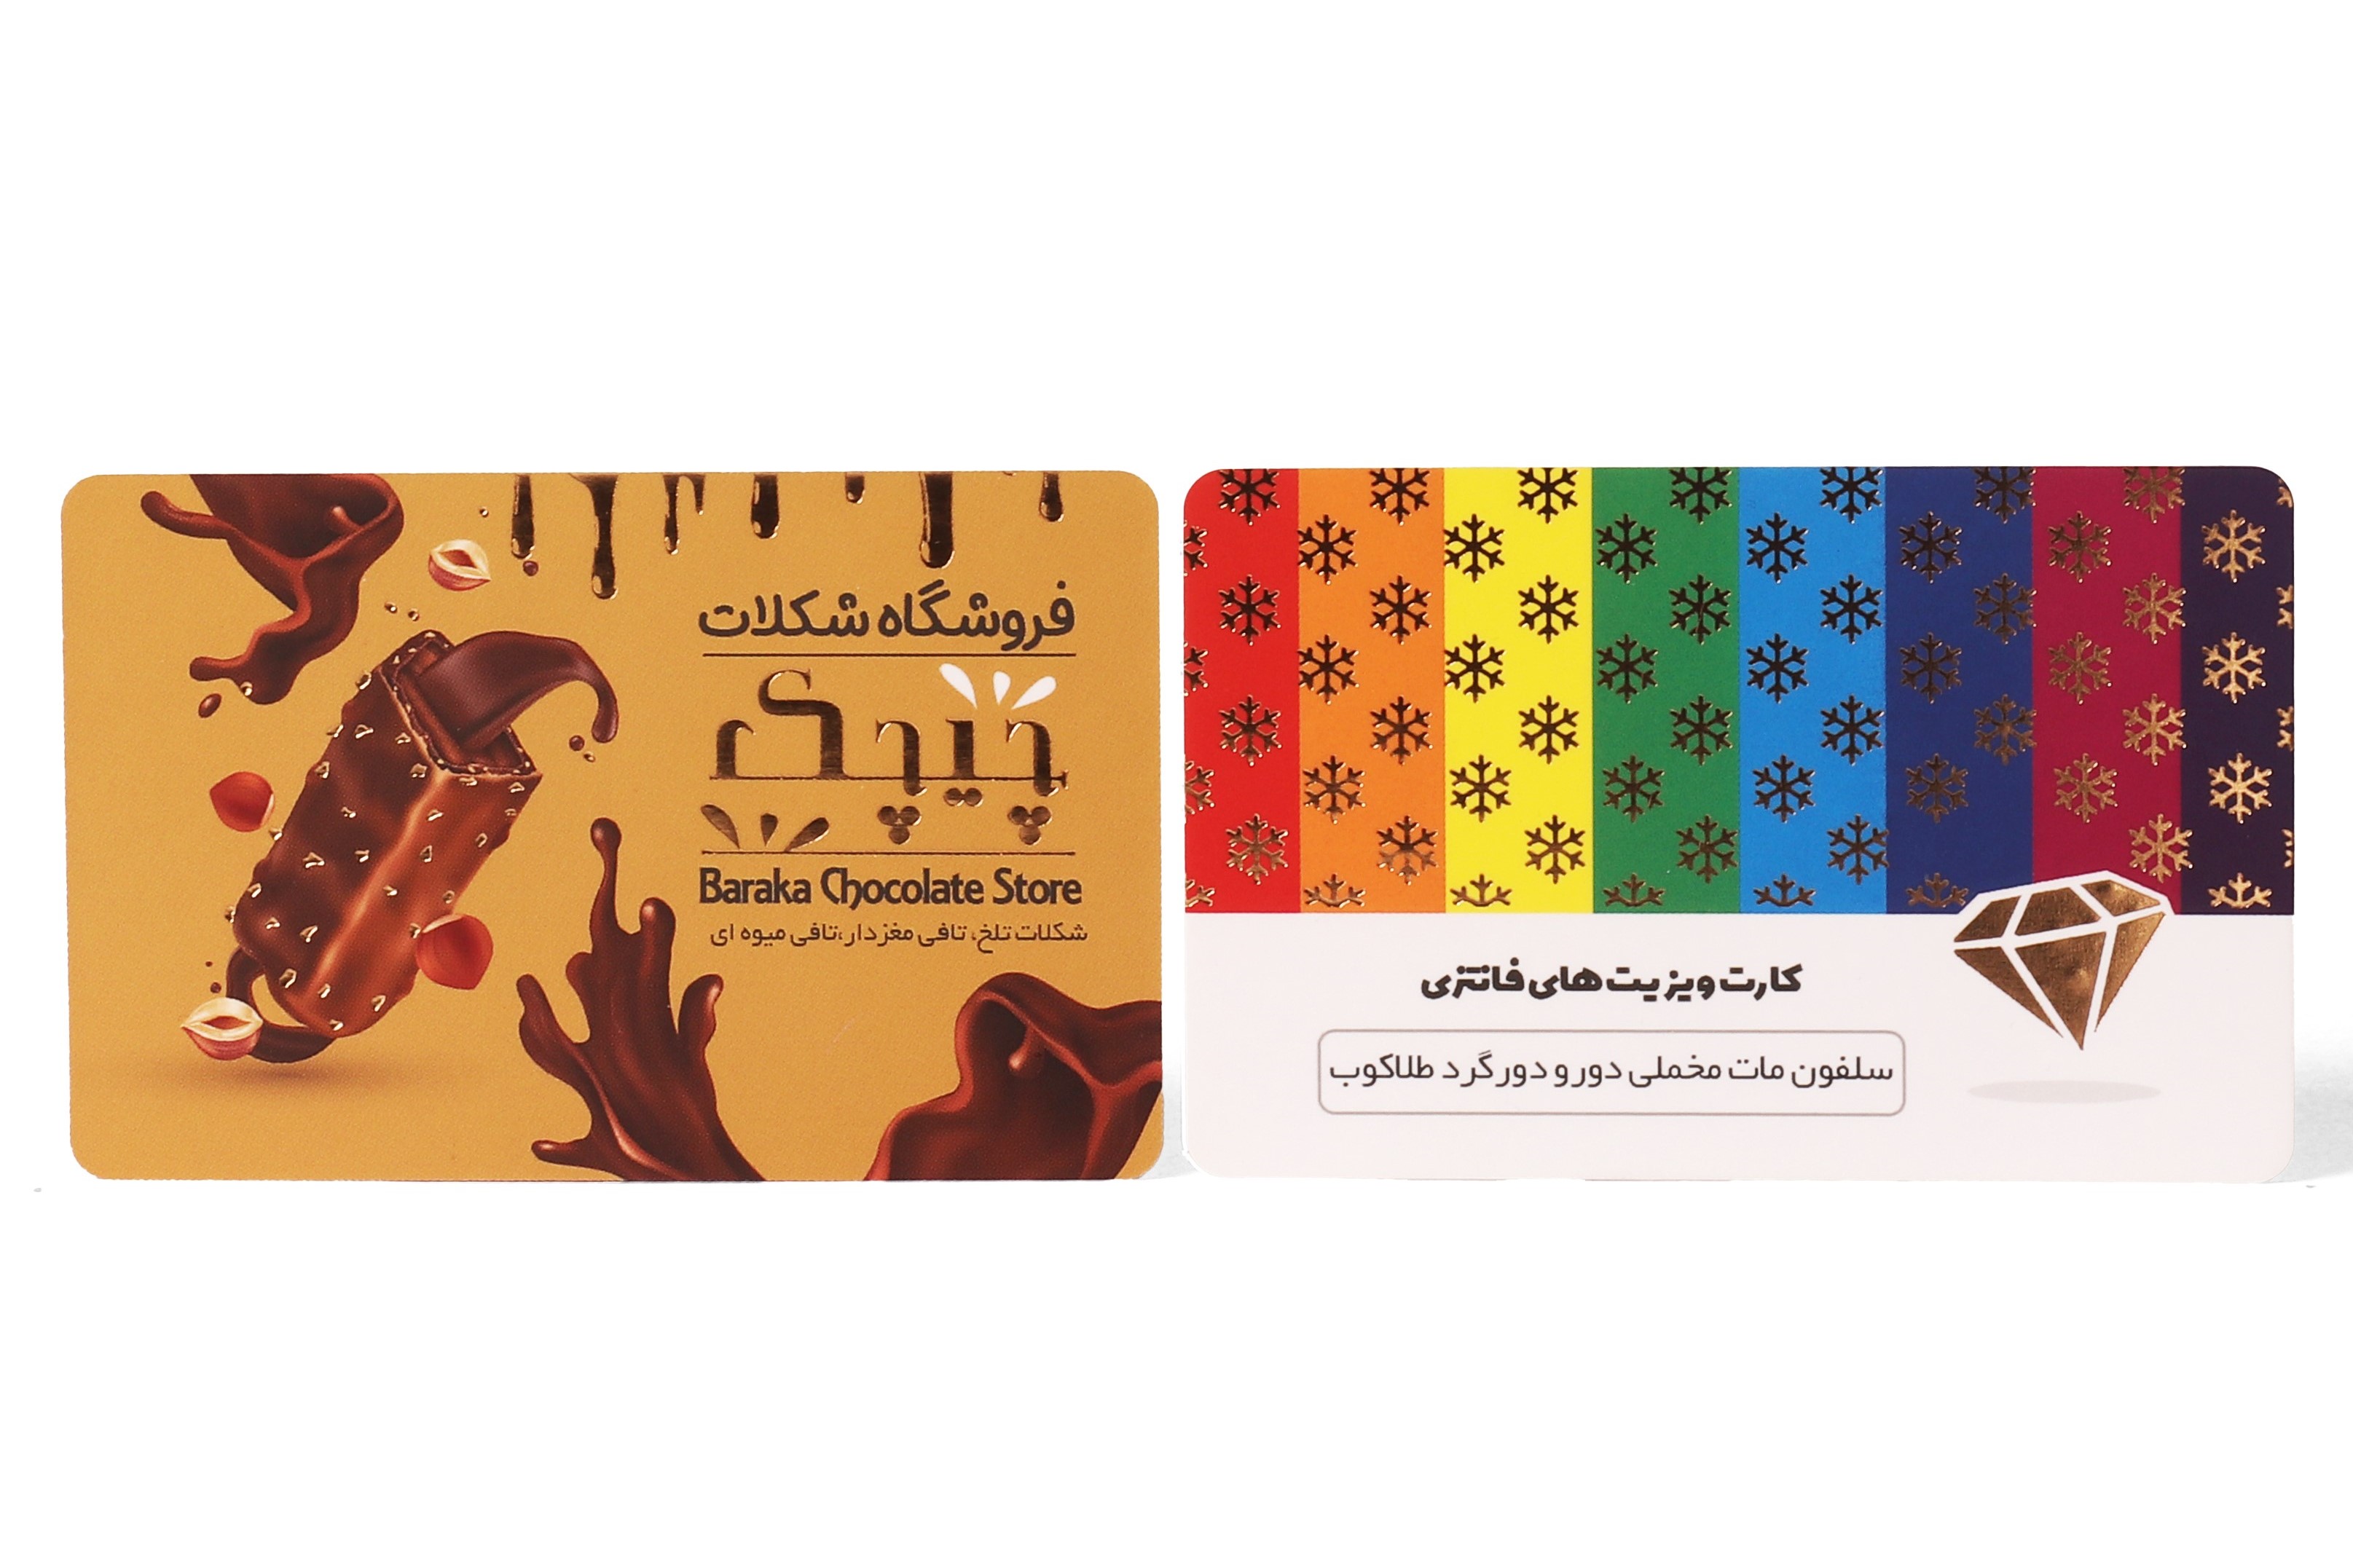 فروشگاه شکلات
پیچک
Baraka Chocolate Store
شکلات تلخ، تافی مغزدار،تافی میوه ای
کارت ویزیت های فانتزی
سلفون مات مخملی دور و دورگرد طلاکوب